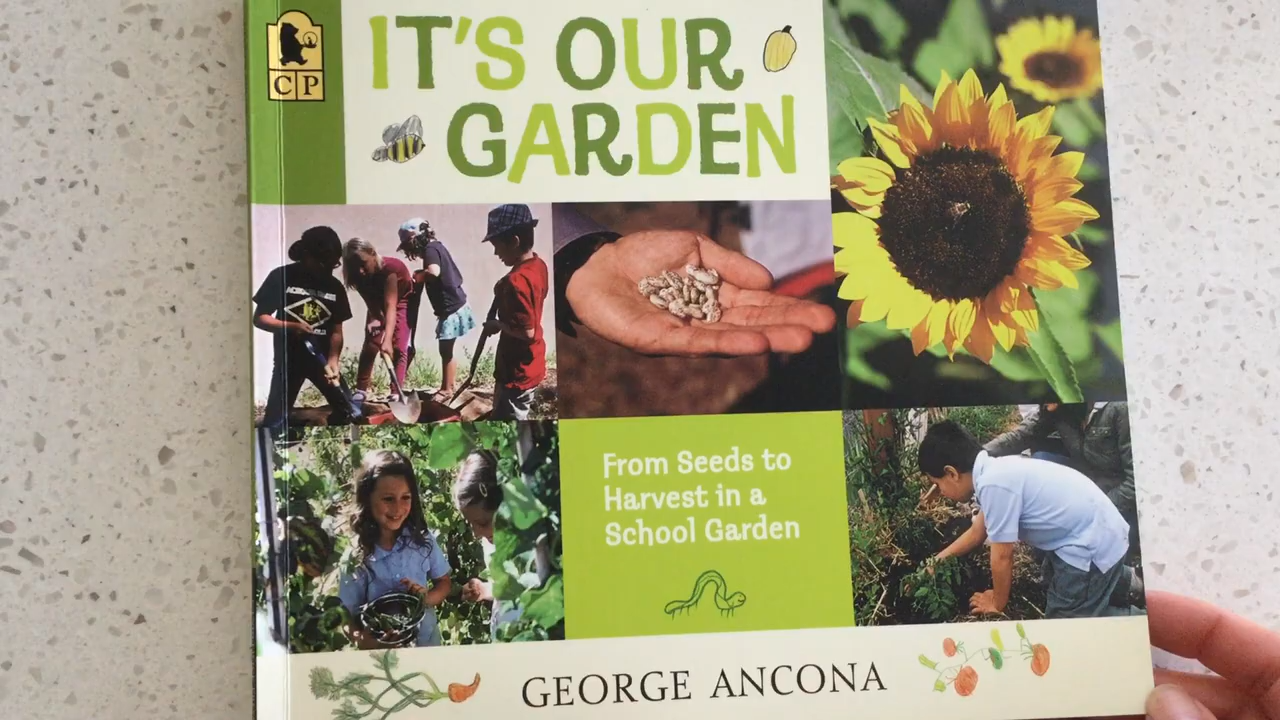 IT'S OUR
GARDEN
CP
From Seeds to
Harvest in a
School Garden
GEORGE ANCONA